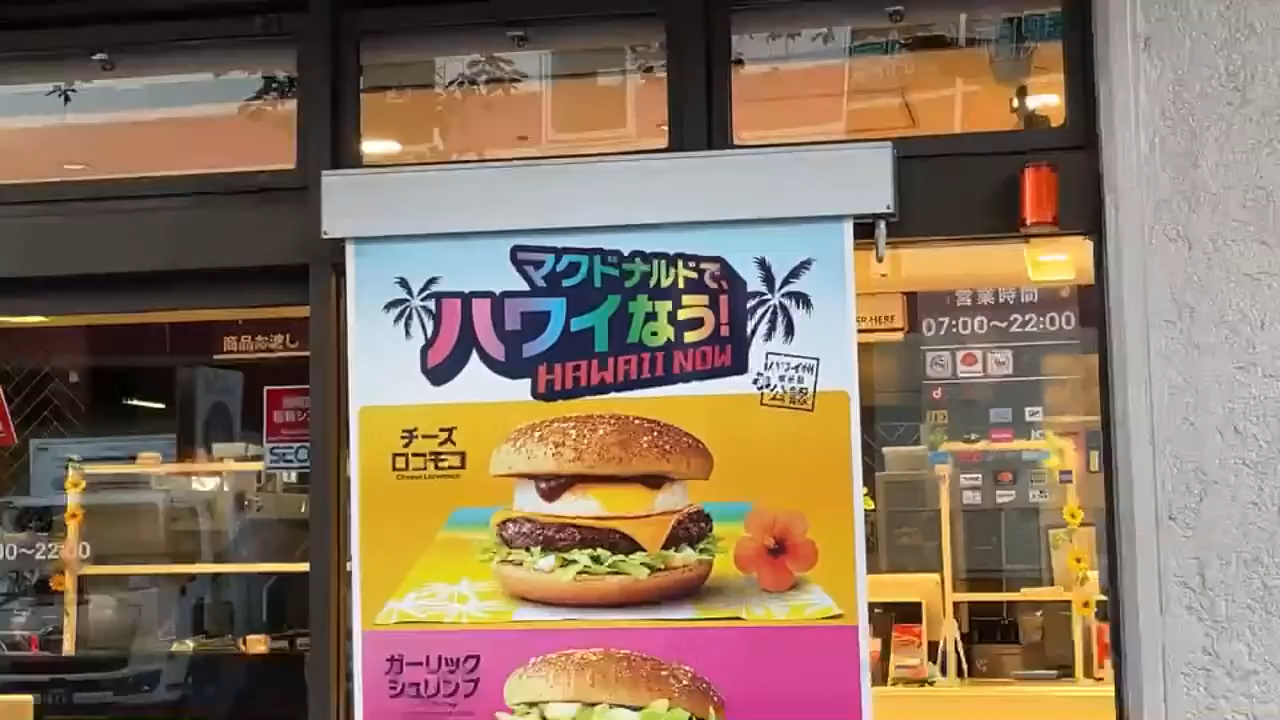 マクドナルドで、
ハワイなう!
HAWAII NOW
チーズ
ロコモコ
Cheese Locomoco
ガーリック
シュリンプ
商品お渡し
営業時間
07:00〜22:00
00〜22:00
ER HERE